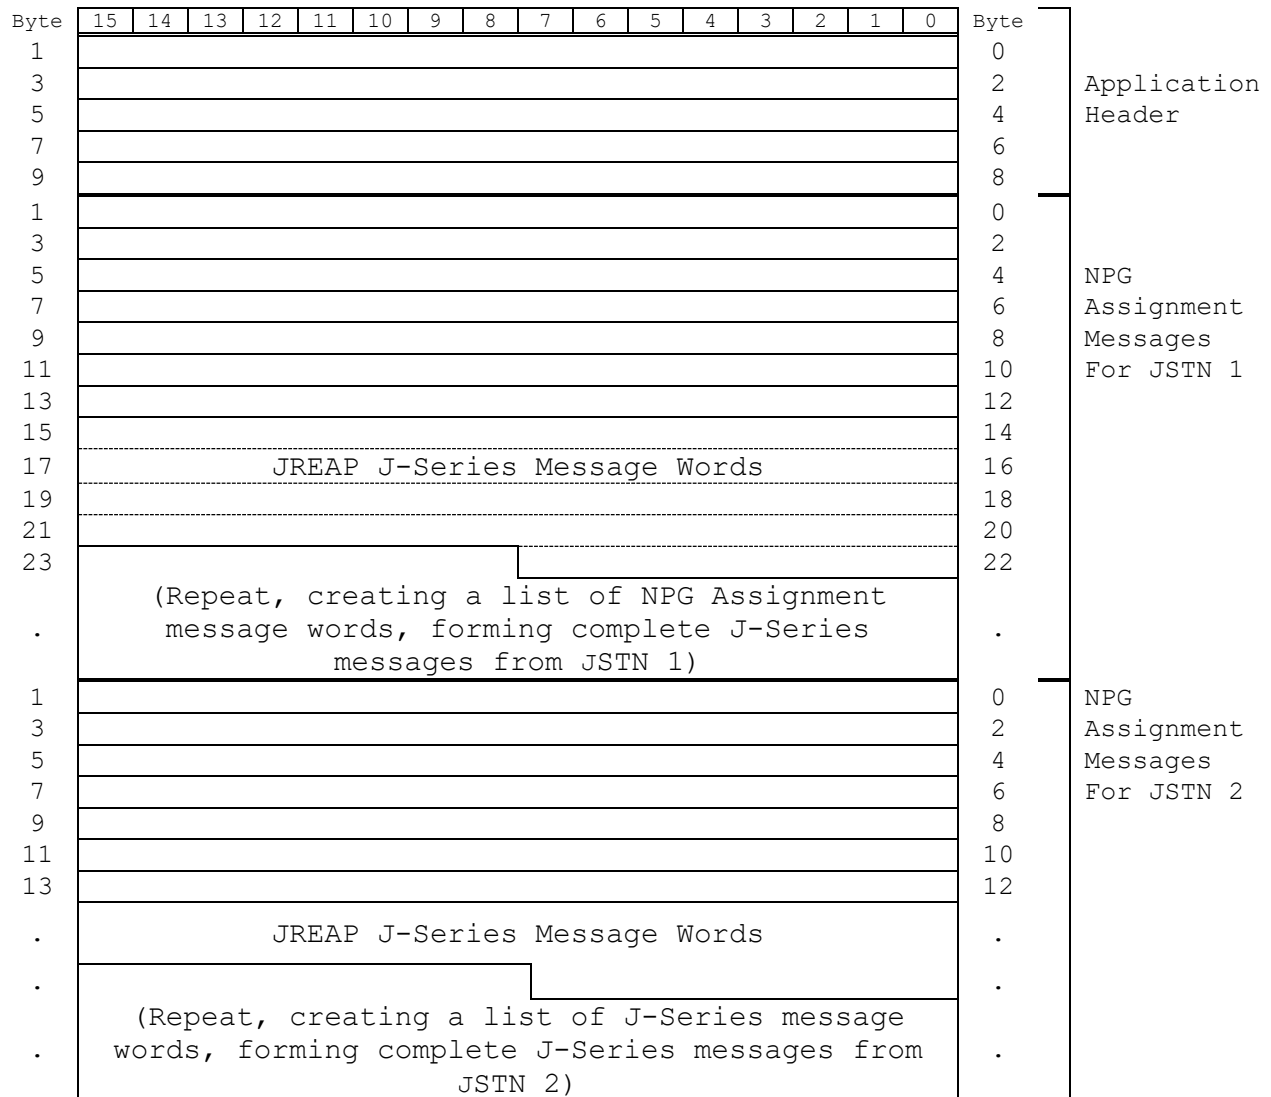 Byte 15 14 13 12 11 10 9 8 7 6 5 4 3 2 1 0 Byte
1 0
3 2 Application
5 4 Header
7 6
9 8
1 0
3 2
5 4 NPG
7 6 Assignment
9 8 Messages
11 10 For JSTN 1
13 12
15 14
17 JREAP J-Series Message Words 16
19 18
21 20
23 22
(Repeat, creating a list of NPG Assignment
. message words, forming complete J-Series .
messages from JSTN 1)
1 0 NPG
3 2 Assignment
5 4 Messages
7 6 For JSTN 2
9 8
11 10
13 12
. JREAP J-Series Message Words .
. .
(Repeat, creating a list of J-Series message
. words, forming complete J-Series messages from .
JSTN 2)